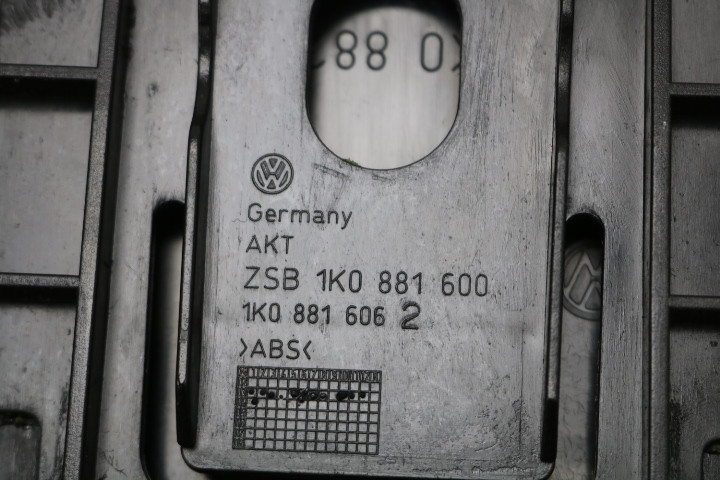 88 0
Germany
AKT
ZSB 1K0 881 600
1K0 881 606 2
>ABS<